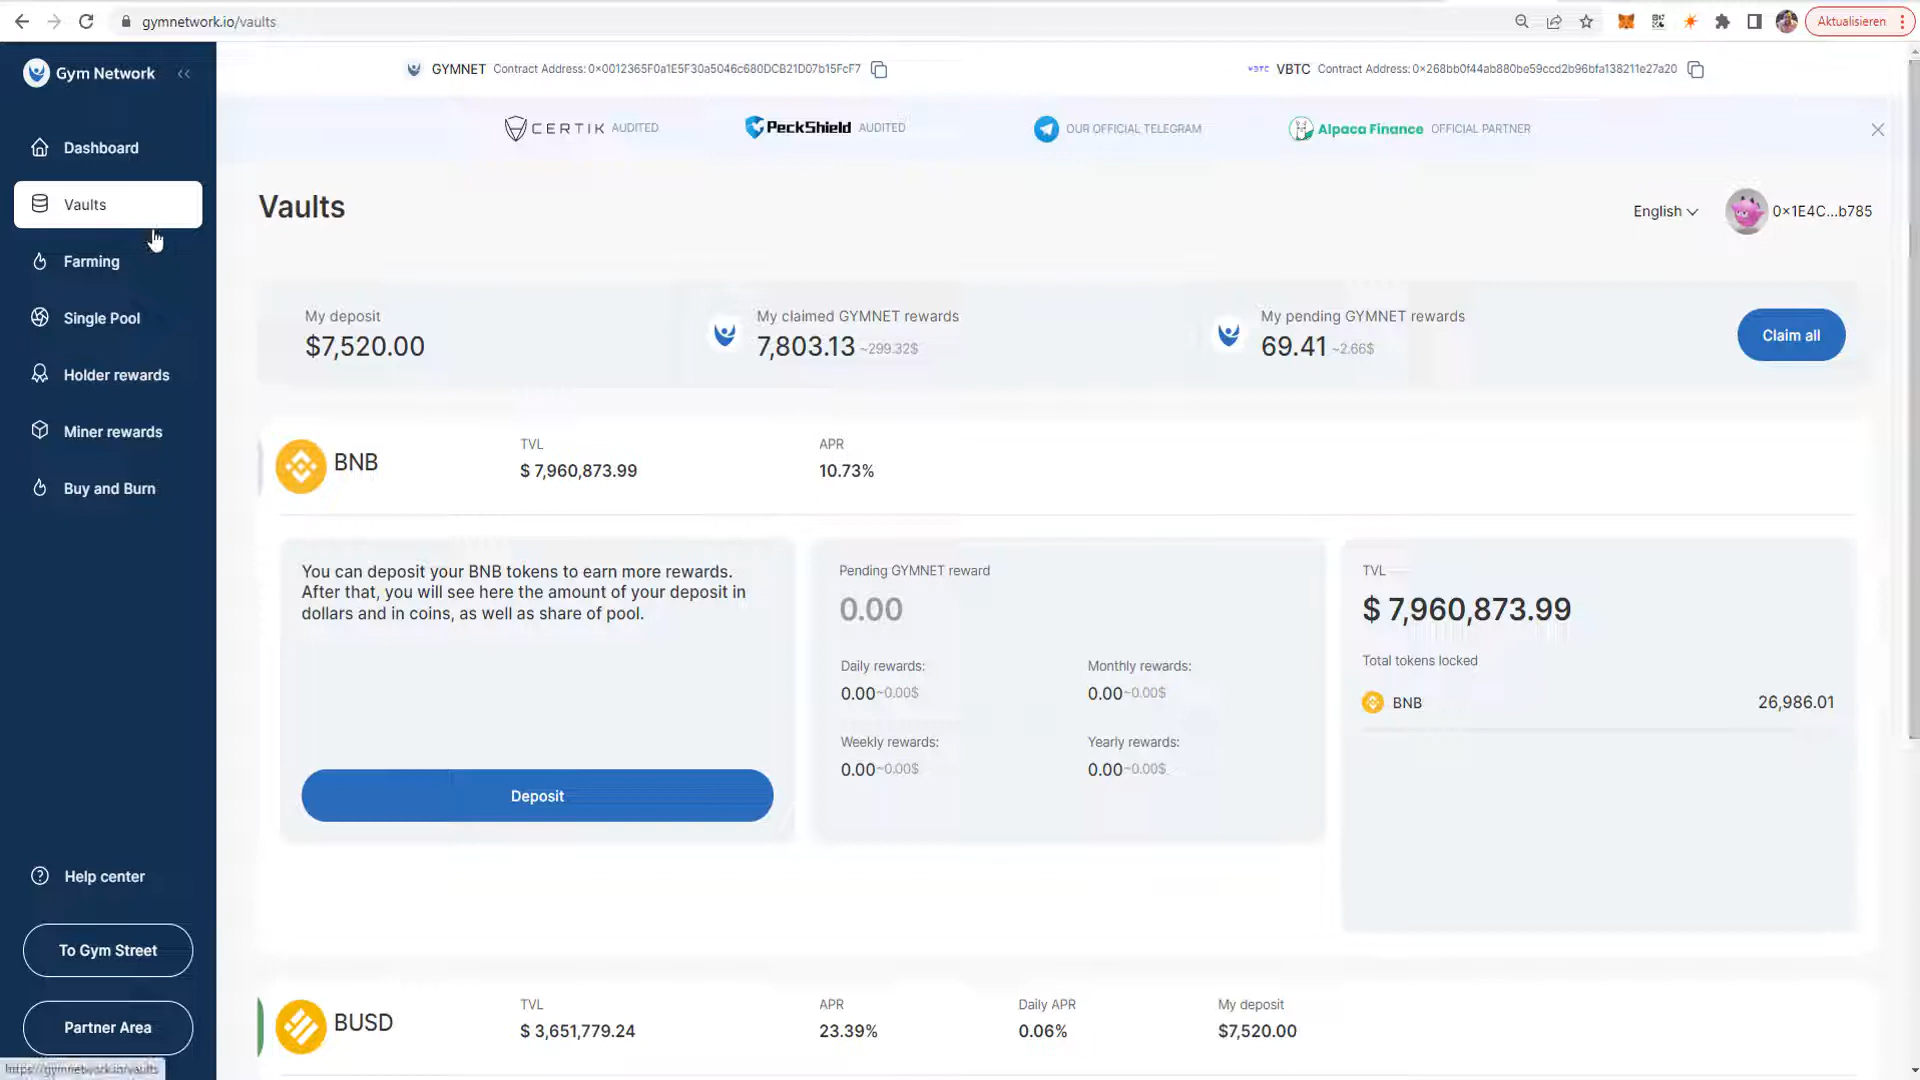 gymnetwork.io/vaults
Aktualisieren
Gym Network
GYMNET Contract Address: 0x0012365F0a1E5F30a5046c680DCB21D07b15FcF7
VBTC VBTC Contract Address: 0x268bb0f44ab880be59ccd2b96bfa138211e27a20
CERTIK AUDITED
PeckShield AUDITED
OUR OFFICIAL TELEGRAM
Alpaca Finance OFFICIAL PARTNER
Dashboard
Vaults
Farming
Single Pool
Holder rewards
Miner rewards
Buy and Burn
Help center
To Gym Street
Partner Area
https://gymnetwork.io/vaults
Vaults
English
0x1E4C...b785
My deposit
$7,520.00
My claimed GYMNET rewards
7,803.13 ~299.32$
My pending GYMNET rewards
69.41 ~2.66$
Claim all
BNB
TVL
$ 7,960,873.99
APR
10.73%
You can deposit your BNB tokens to earn more rewards.
After that, you will see here the amount of your deposit in
dollars and in coins, as well as share of pool.
Deposit
Pending GYMNET reward
0.00
Daily rewards:
0.00~0.00$
Monthly rewards:
0.00~0.00$
Weekly rewards:
0.00~0.00$
Yearly rewards:
0.00~0.00$
TVL
$ 7,960,873.99
Total tokens locked
BNB 26,986.01
BUSD
TVL
$ 3,651,779.24
APR
23.39%
Daily APR
0.06%
My deposit
$7,520.00